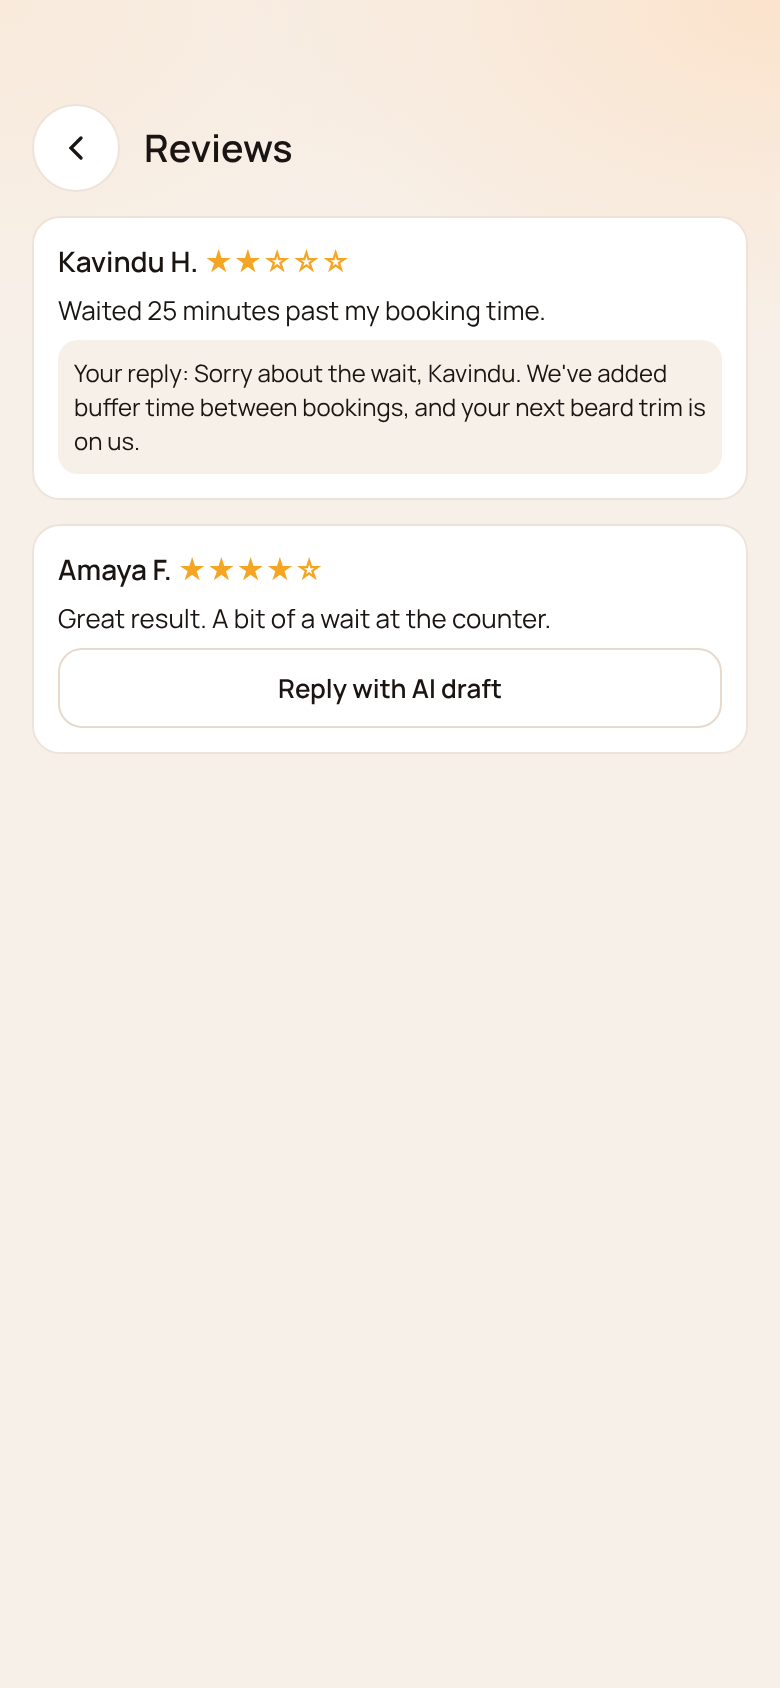 Reviews
Kavindu H. ★★☆☆☆
Waited 25 minutes past my booking time.
Your reply: Sorry about the wait, Kavindu. We've added
buffer time between bookings, and your next beard trim is
on us.
Amaya F. ★★★★☆
Great result. A bit of a wait at the counter.
Reply with AI draft